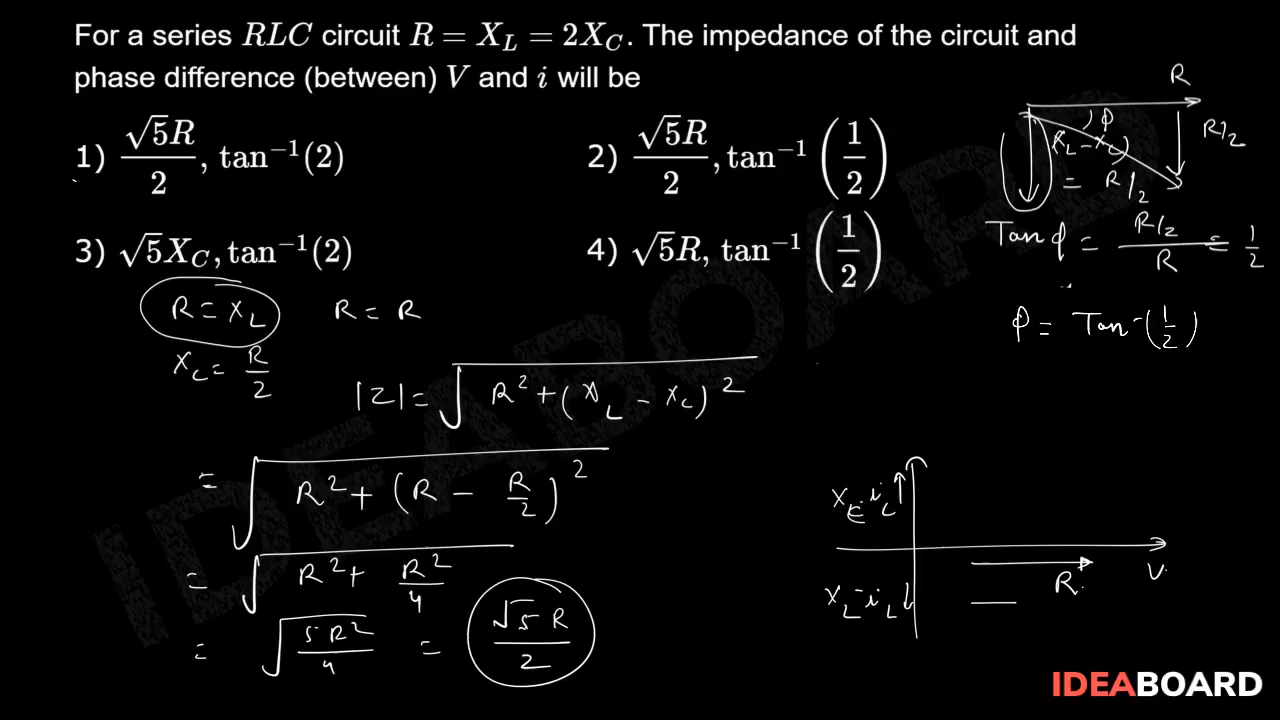 For a series RLC circuit R = X_L = 2X_C. The impedance of the circuit and
phase difference (between) V and i will be
1) √5R/2, tan⁻¹(2)
2) √5R/2, tan⁻¹(1/2)
3) √5X_C, tan⁻¹(2)
4) √5R, tan⁻¹(1/2)
R
φ
R/2
(X_L - X_C)
= R/2
Tan φ = (R/2)/R = 1/2
φ = Tan⁻(1/2)
R = X_L
R = R
X_C = R/2
|Z| = √(R² + (X_L - X_C)²)
= √(R² + (R - R/2)²)
= √(R² + R²/4)
= √(5R²/4) = √5 R/2
X_L - i_L
R
V
IDEABOARD
IDEABOARD